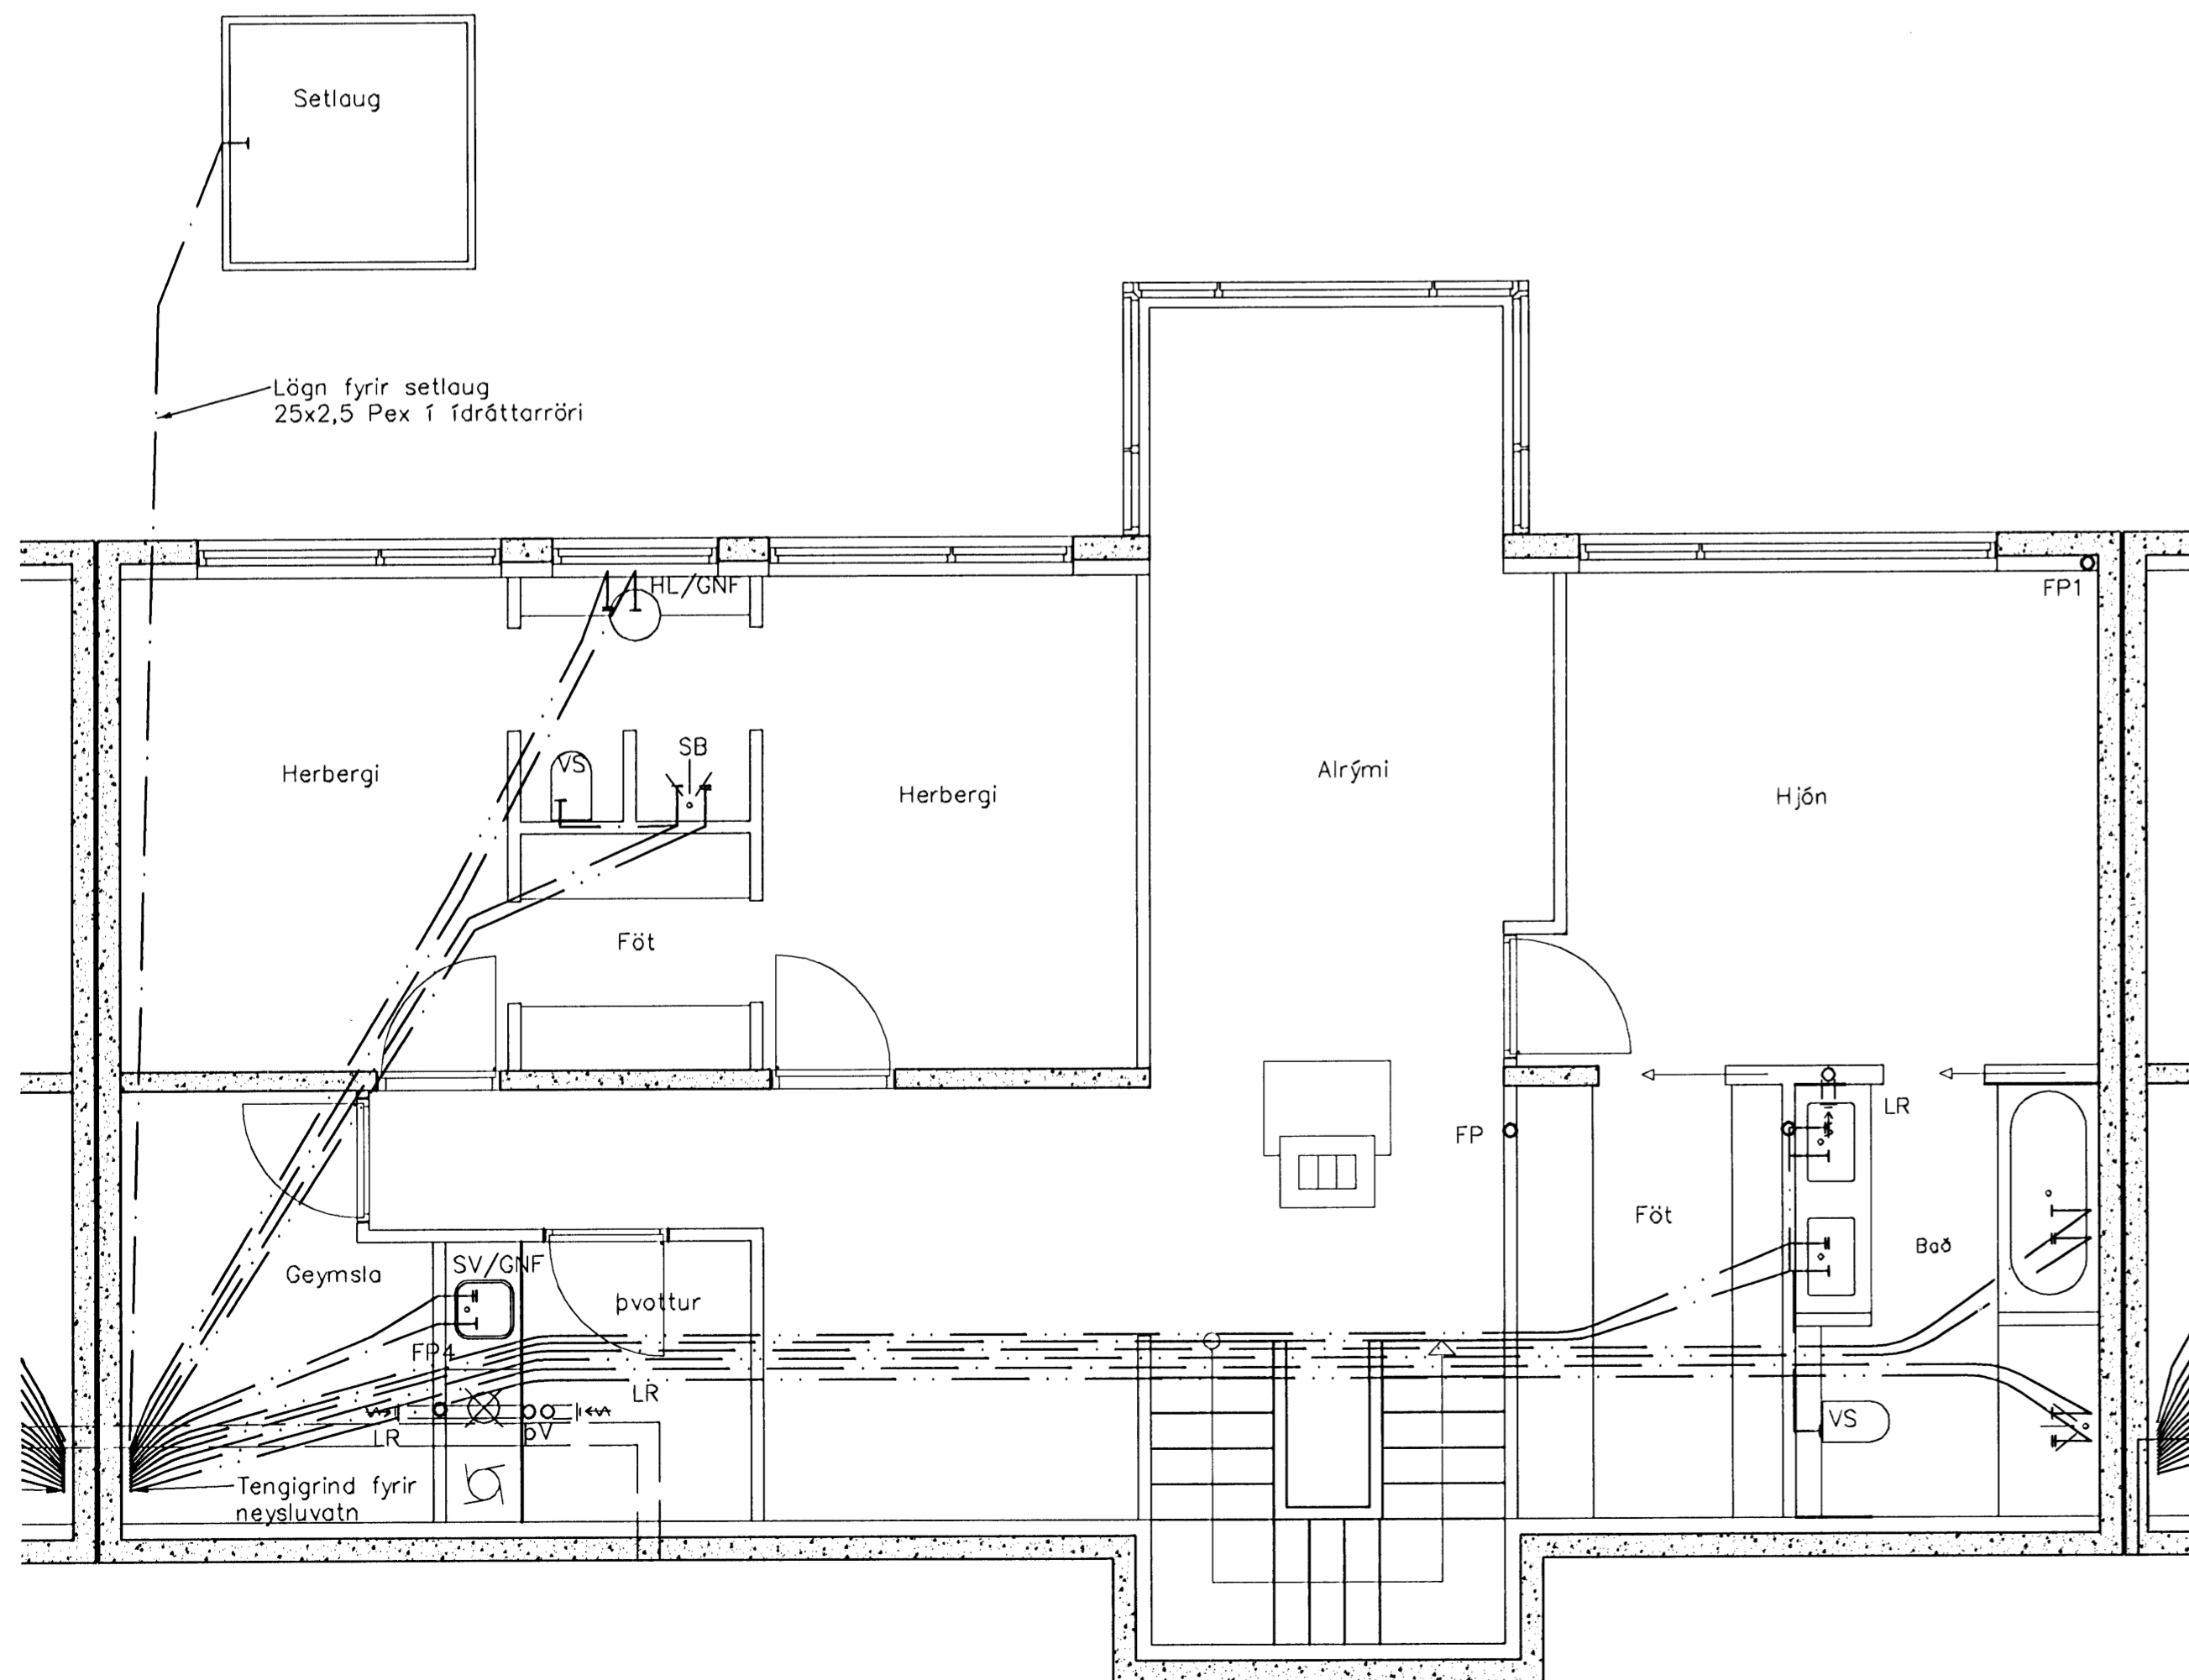 Setlaug
Lögn fyrir setlaug
25x2,5 Pex í ídráttarröri
HL/GNF
FP1
VS
SB
Herbergi
Herbergi
Alrými
Hjón
Föt
LR
FP
Föt
Bað
SV/GNF
Geymsla
þvottur
FP4
LR
LR
þV
VS
Tengigrind fyrir
neysluvatn